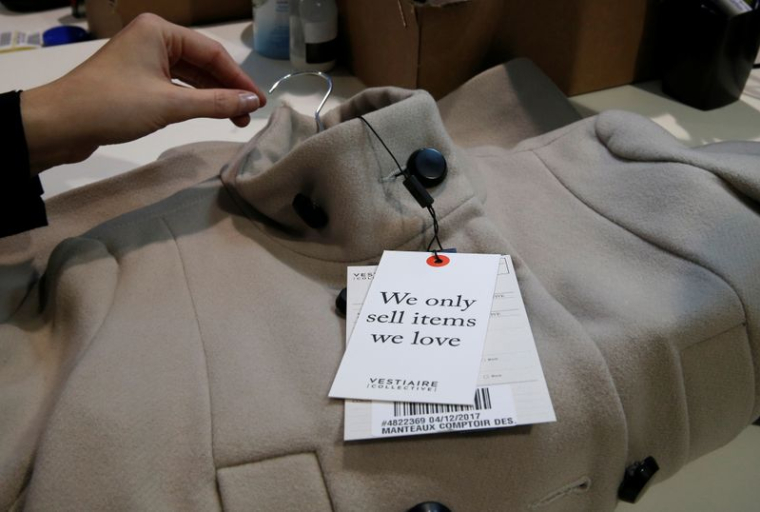 We only
sell items
we love
VESTIAIRE
COLLECTIVE
#4822369 04/12/2017
MANTEAUX COMPTOIR DES